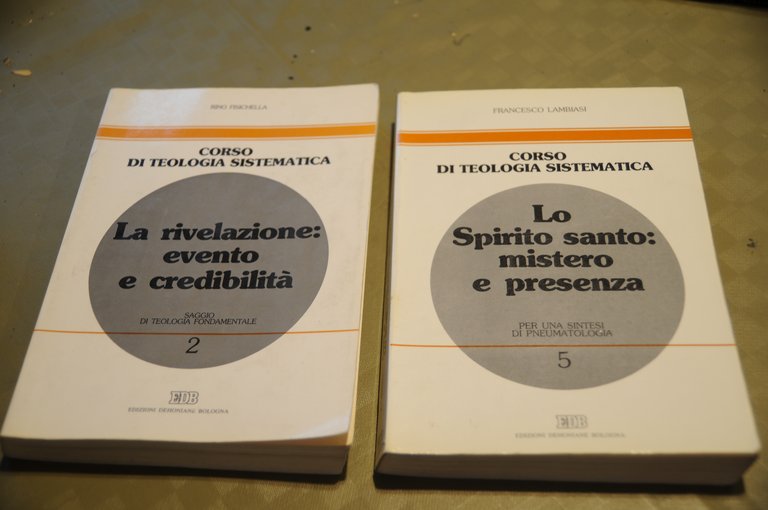 RINO FISICHELLA
CORSO
DI TEOLOGIA SISTEMATICA
La rivelazione:
evento
e credibilità
SAGGIO
DI TEOLOGIA FONDAMENTALE
2
EDB
EDIZIONI DEHONIANE BOLOGNA
FRANCESCO LAMBIASI
CORSO
DI TEOLOGIA SISTEMATICA
Lo
Spirito santo:
mistero
e presenza
PER UNA SINTESI
DI PNEUMATOLOGIA
5
EDB
EDIZIONI DEHONIANE BOLOGNA